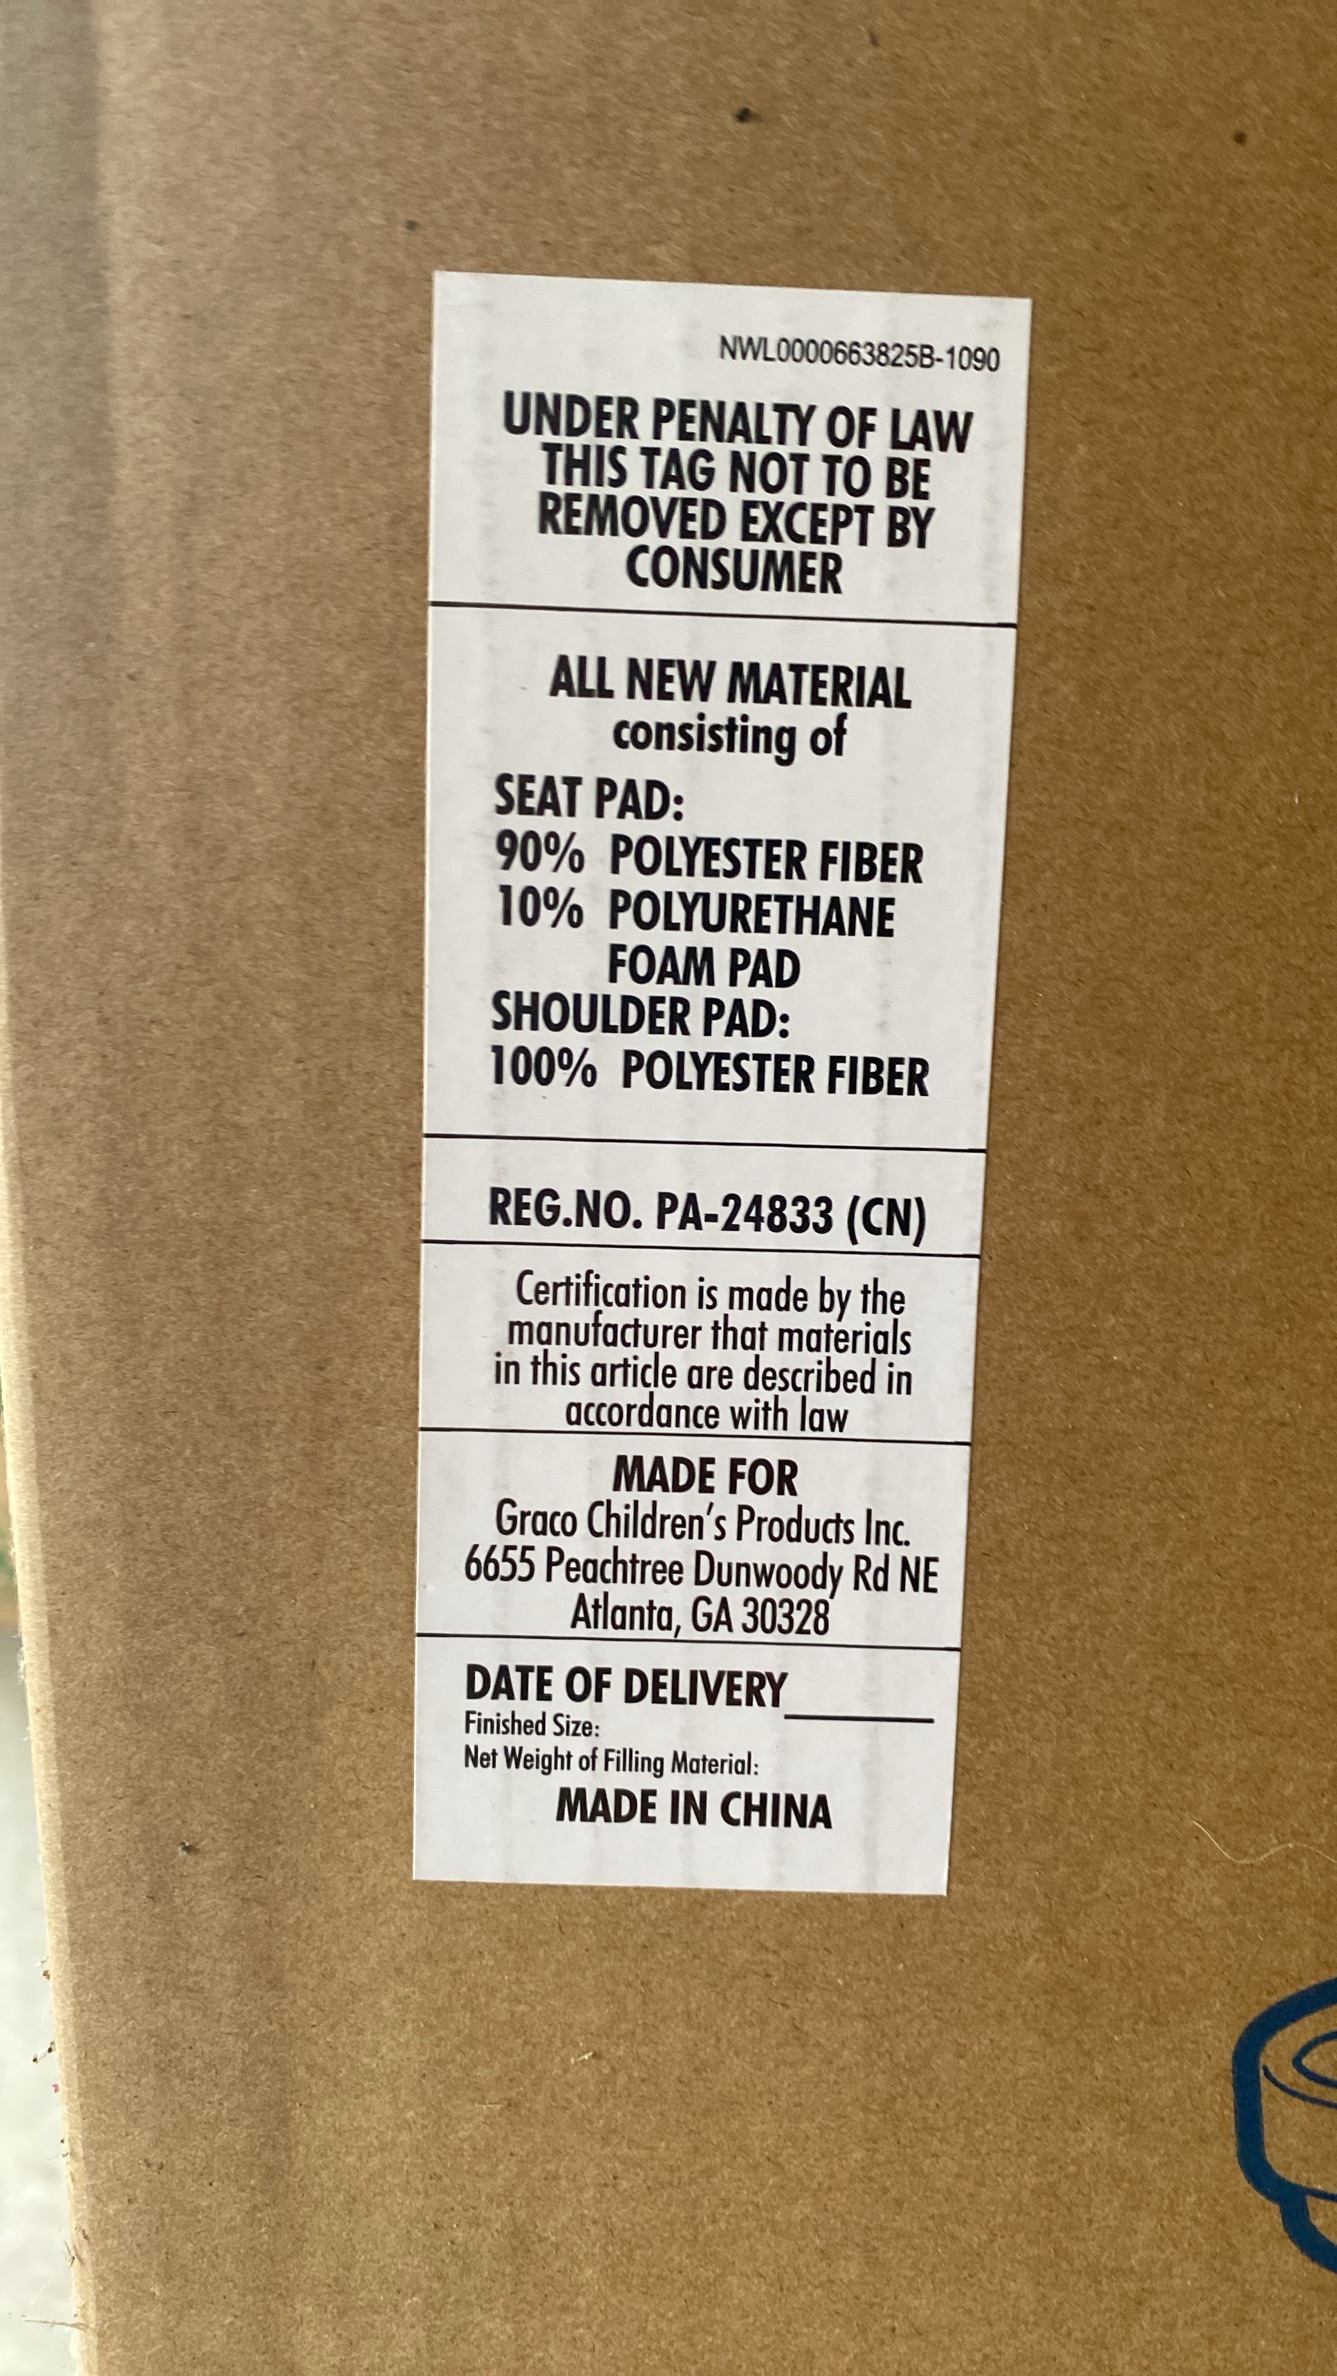 NWL0000663825B-1090
UNDER PENALTY OF LAW
THIS TAG NOT TO BE
REMOVED EXCEPT BY
CONSUMER
ALL NEW MATERIAL
consisting of
SEAT PAD:
90% POLYESTER FIBER
10% POLYURETHANE
FOAM PAD
SHOULDER PAD:
100% POLYESTER FIBER
REG.NO. PA-24833 (CN)
Certification is made by the
manufacturer that materials
in this article are described in
accordance with law
MADE FOR
Graco Children's Products Inc.
6655 Peachtree Dunwoody Rd NE
Atlanta, GA 30328
DATE OF DELIVERY______
Finished Size:
Net Weight of Filling Material:
MADE IN CHINA